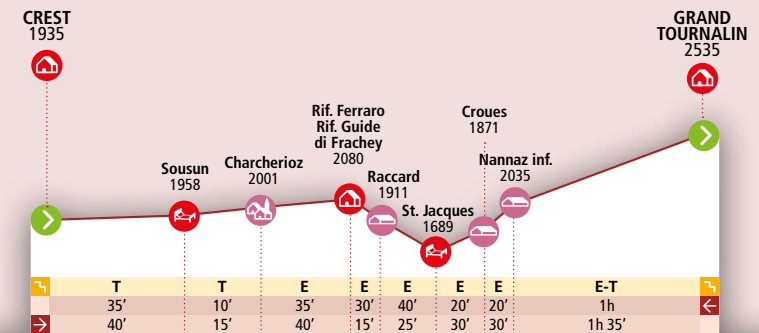 CREST
1935
GRAND
TOURNALIN
2535
Rif. Ferraro
Rif. Guide
di Frachey
2080
Croues
1871
Sousun
1958
Charcherioz
2001
Raccard
1911
Nannaz inf.
2035
St. Jacques
1689
T T E E E E E E-T
35’ 10’ 35’ 30’ 40’ 20’ 20’ 1h
40’ 15’ 40’ 15’ 25’ 30’ 30’ 1h 35’